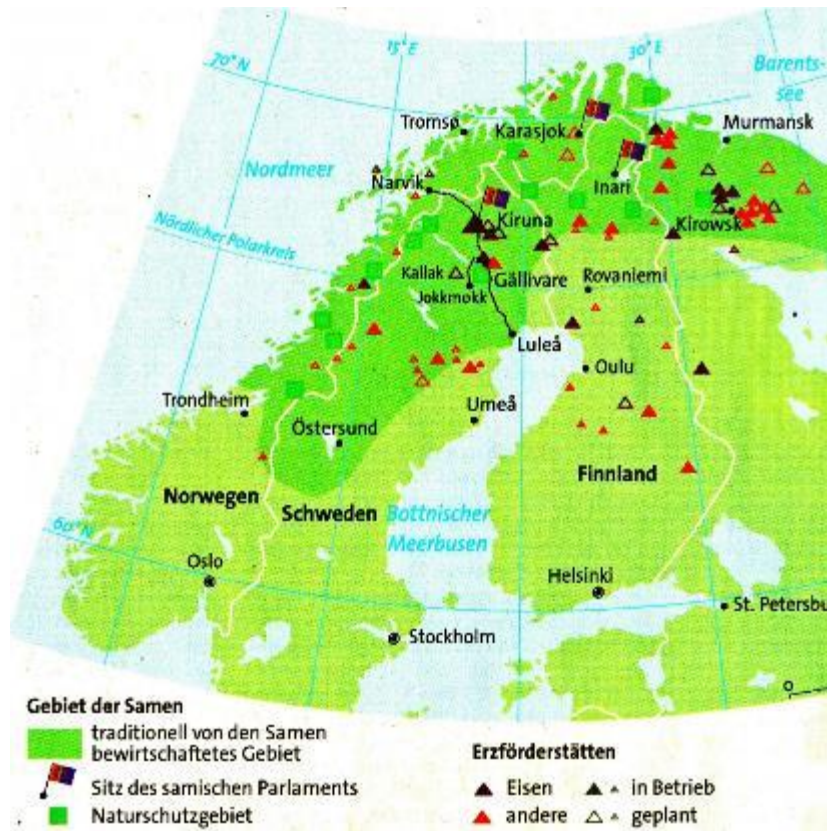 15° E
30° E
70° N
Barents-
see
Tromsø
Karasjok
Murmansk
Nordmeer
Narvik
Inari
Nördlicher Polarkreis
Kiruna
Kirowsk
Kallak
Gällivare
Rovaniemi
Jokkmokk
Luleå
Oulu
Trondheim
Umeå
Östersund
Finnland
Norwegen
Schweden
Bottnischer
Meerbusen
60° N
Oslo
Helsinki
St. Petersbu
Stockholm
0
Gebiet der Samen
traditionell von den Samen
bewirtschaftetes Gebiet
Sitz des samischen Parlaments
Naturschutzgebiet
Erzförderstätten
Eisen
in Betrieb
andere
geplant